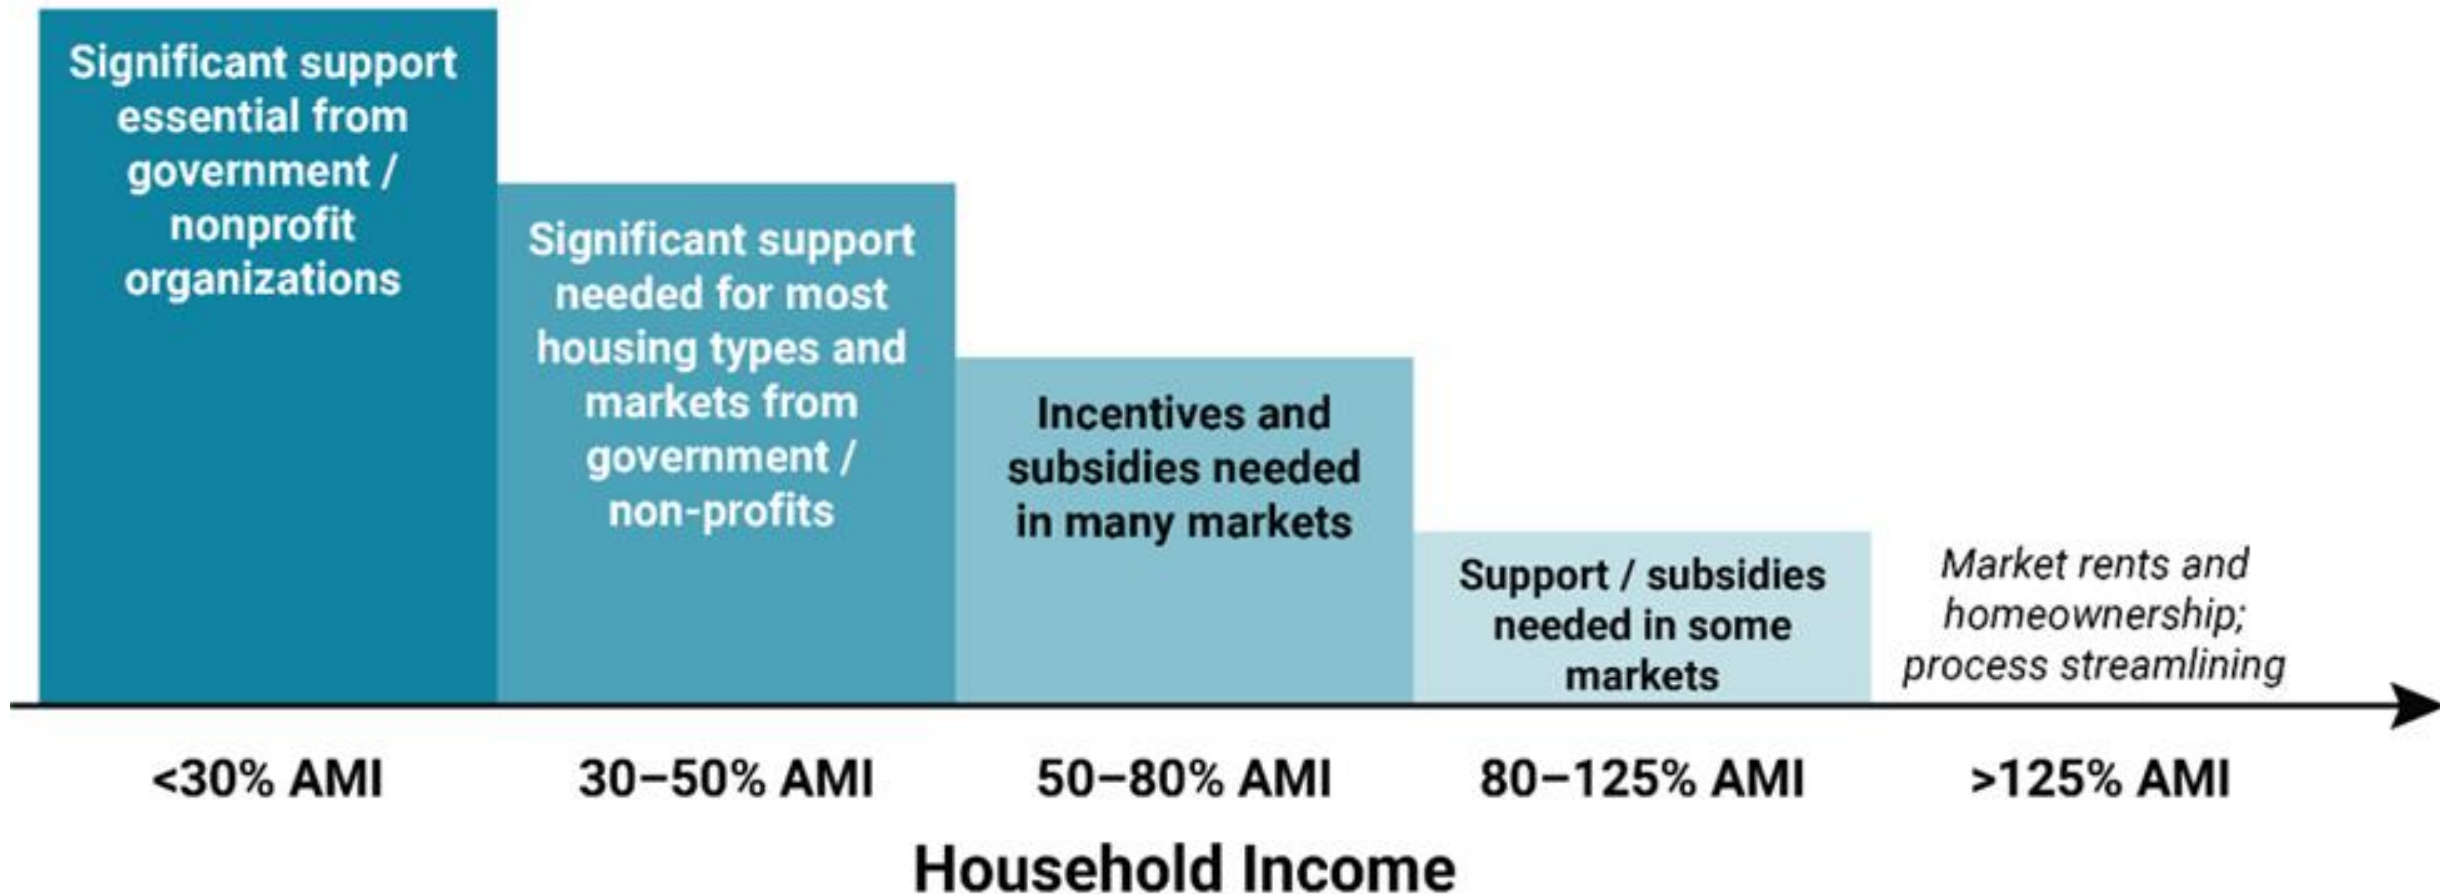 Significant support
essential from
government /
nonprofit
organizations
Significant support
needed for most
housing types and
markets from
government /
non-profits
Incentives and
subsidies needed
in many markets
Support / subsidies
needed in some
markets
Market rents and
homeownership;
process streamlining
<30% AMI
30–50% AMI
50–80% AMI
80–125% AMI
>125% AMI
Household Income